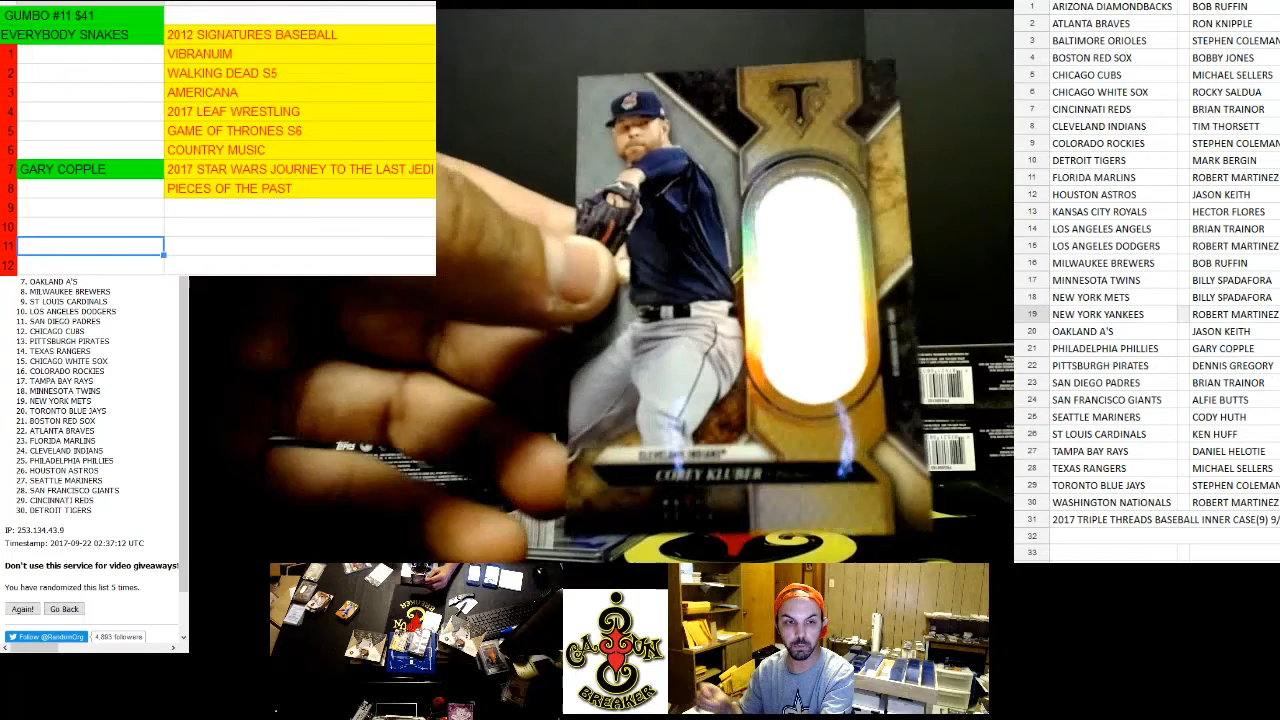 GUMBO #11 $41
EVERYBODY SNAKES
2012 SIGNATURES BASEBALL
1
VIBRANUIM
2
WALKING DEAD S5
3
AMERICANA
4
2017 LEAF WRESTLING
5
GAME OF THRONES S6
6
COUNTRY MUSIC
7
GARY COPPLE
2017 STAR WARS JOURNEY TO THE LAST JEDI
8
PIECES OF THE PAST
9
10
11
12
7. OAKLAND A'S
8. MILWAUKEE BREWERS
9. ST LOUIS CARDINALS
10. LOS ANGELES DODGERS
11. SAN DIEGO PADRES
12. CHICAGO CUBS
13. PITTSBURGH PIRATES
14. TEXAS RANGERS
15. CHICAGO WHITE SOX
16. COLORADO ROCKIES
17. TAMPA BAY RAYS
18. MINNESOTA TWINS
19. NEW YORK METS
20. TORONTO BLUE JAYS
21. BOSTON RED SOX
22. ATLANTA BRAVES
23. FLORIDA MARLINS
24. CLEVELAND INDIANS
25. PHILADELPHIA PHILLIES
26. HOUSTON ASTROS
27. SEATTLE MARINERS
28. SAN FRANCISCO GIANTS
29. CINCINNATI REDS
30. DETROIT TIGERS
IP: 253.134.43.9
Timestamp: 2017-09-22 02:37:12 UTC
Don't use this service for video giveaways!
You have randomized this list 5 times.
Again!
Go Back
Follow @RandomOrg
4,893 followers
T
CLEVELAND INDIANS
COREY KLUBER
TOPPS
CAJUN
BREAKER
1 ARIZONA DIAMONDBACKS BOB RUFFIN
2 ATLANTA BRAVES RON KNIPPLE
3 BALTIMORE ORIOLES STEPHEN COLEMAN
4 BOSTON RED SOX BOBBY JONES
5 CHICAGO CUBS MICHAEL SELLERS
6 CHICAGO WHITE SOX ROCKY SALDUA
7 CINCINNATI REDS BRIAN TRAINOR
8 CLEVELAND INDIANS TIM THORSETT
9 COLORADO ROCKIES STEPHEN COLEMAN
10 DETROIT TIGERS MARK BERGIN
11 FLORIDA MARLINS ROBERT MARTINEZ
12 HOUSTON ASTROS JASON KEITH
13 KANSAS CITY ROYALS HECTOR FLORES
14 LOS ANGELES ANGELS BRIAN TRAINOR
15 LOS ANGELES DODGERS ROBERT MARTINEZ
16 MILWAUKEE BREWERS BOB RUFFIN
17 MINNESOTA TWINS BILLY SPADAFORA
18 NEW YORK METS BILLY SPADAFORA
19 NEW YORK YANKEES ROBERT MARTINEZ
20 OAKLAND A'S JASON KEITH
21 PHILADELPHIA PHILLIES GARY COPPLE
22 PITTSBURGH PIRATES DENNIS GREGORY
23 SAN DIEGO PADRES BRIAN TRAINOR
24 SAN FRANCISCO GIANTS ALFIE BUTTS
25 SEATTLE MARINERS CODY HUTH
26 ST LOUIS CARDINALS KEN HUFF
27 TAMPA BAY RAYS DANIEL HELOTIE
28 TEXAS RANGERS MICHAEL SELLERS
29 TORONTO BLUE JAYS STEPHEN COLEMAN
30 WASHINGTON NATIONALS ROBERT MARTINEZ
31 2017 TRIPLE THREADS BASEBALL INNER CASE(9) 9/
32
33